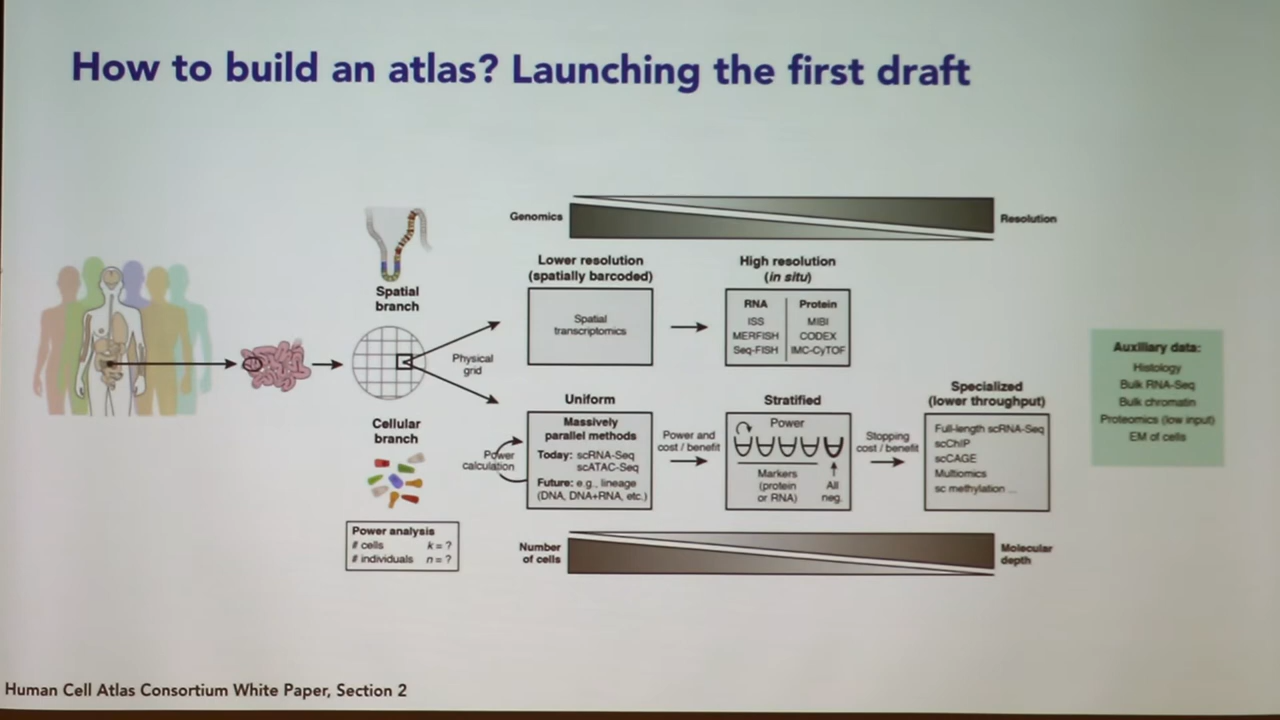 How to build an atlas? Launching the first draft
Genomics
Resolution
Spatial
branch
Lower resolution
(spatially barcoded)
High resolution
(in situ)
Spatial
transcriptomics
RNA
ISS
MERFISH
Seq-FISH
Protein
MIBI
CODEX
IMC-CyTOF
Physical
grid
Cellular
branch
Power
calculation
Uniform
Massively
parallel methods
Today: scRNA-Seq
scATAC-Seq
Future: e.g., lineage
(DNA, DNA+RNA, etc.)
Power and
cost / benefit
Stratified
Power
Markers
(protein
or RNA)
All
neg.
Stopping
cost / benefit
Specialized
(lower throughput)
Full-length scRNA-Seq
scChIP
scCAGE
Multiomics
sc methylation ...
Auxiliary data:
Histology
Bulk RNA-Seq
Bulk chromatin
Proteomics (low input)
EM of cells
Power analysis
# cells k = ?
# individuals n = ?
Number
of cells
Molecular
depth
Human Cell Atlas Consortium White Paper, Section 2